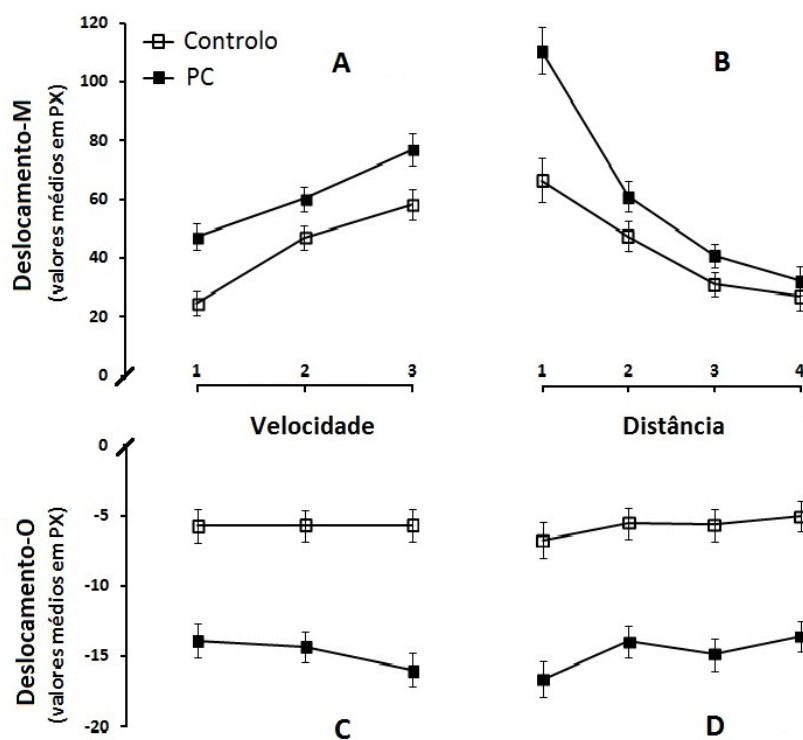 120
100
80
60
40
20
0
Controlo
PC
A
B
Deslocamento-M
(valores médios em PX)
1 2 3
1 2 3 4
Velocidade
Distância
0
-5
-10
-15
-20
Deslocamento-O
(valores médios em PX)
C
D